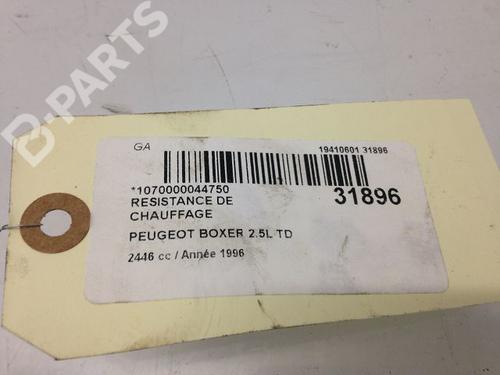 B-PARTS
GA
19410601 31896
*1070000044750
31896
RESISTANCE DE
CHAUFFAGE
PEUGEOT BOXER 2.5L TD
2446 cc / Année 1996